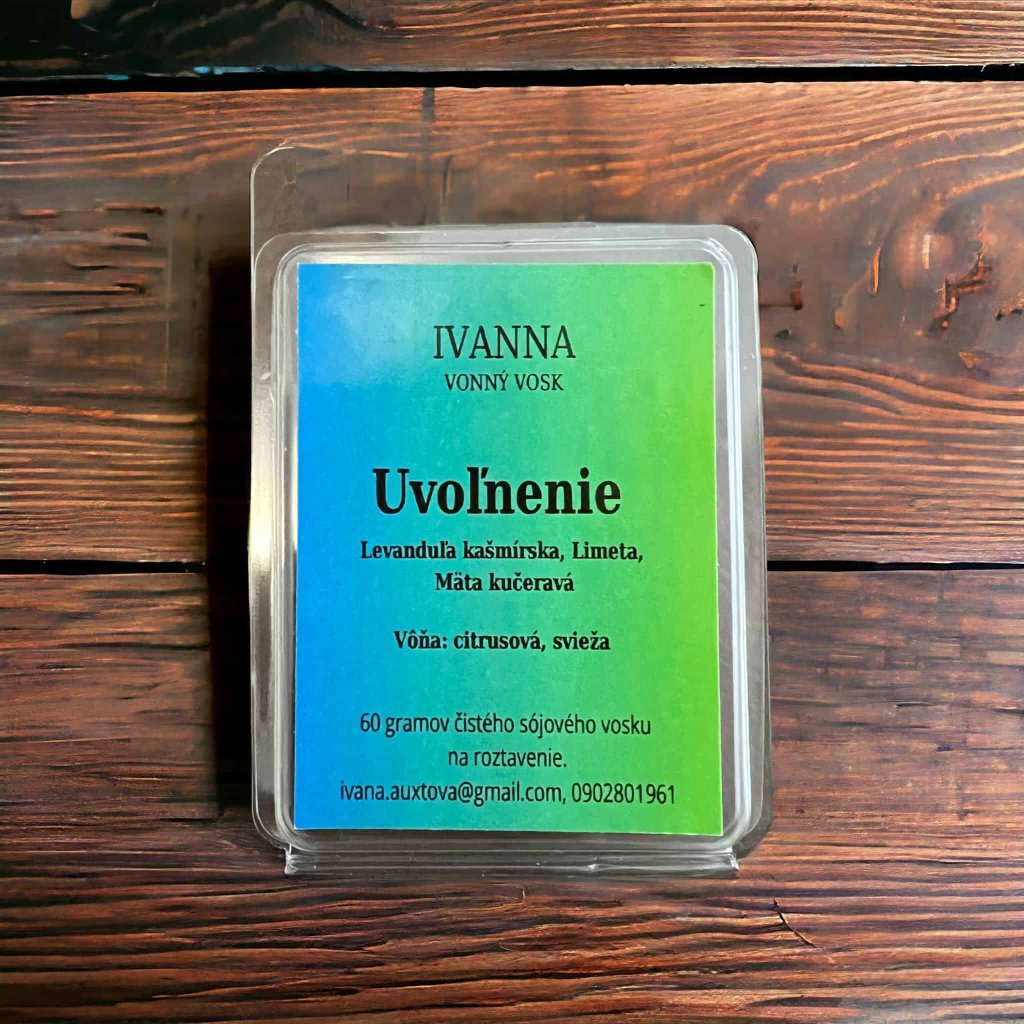 IVANNA
VONNÝ VOSK
Uvoľnenie
Levanduľa kašmírska, Limeta,
Mäta kučeravá
Vôňa: citrusová, svieža
60 gramov čistého sójového vosku
na roztavenie.
ivana.auxtova@gmail.com, 0902801961